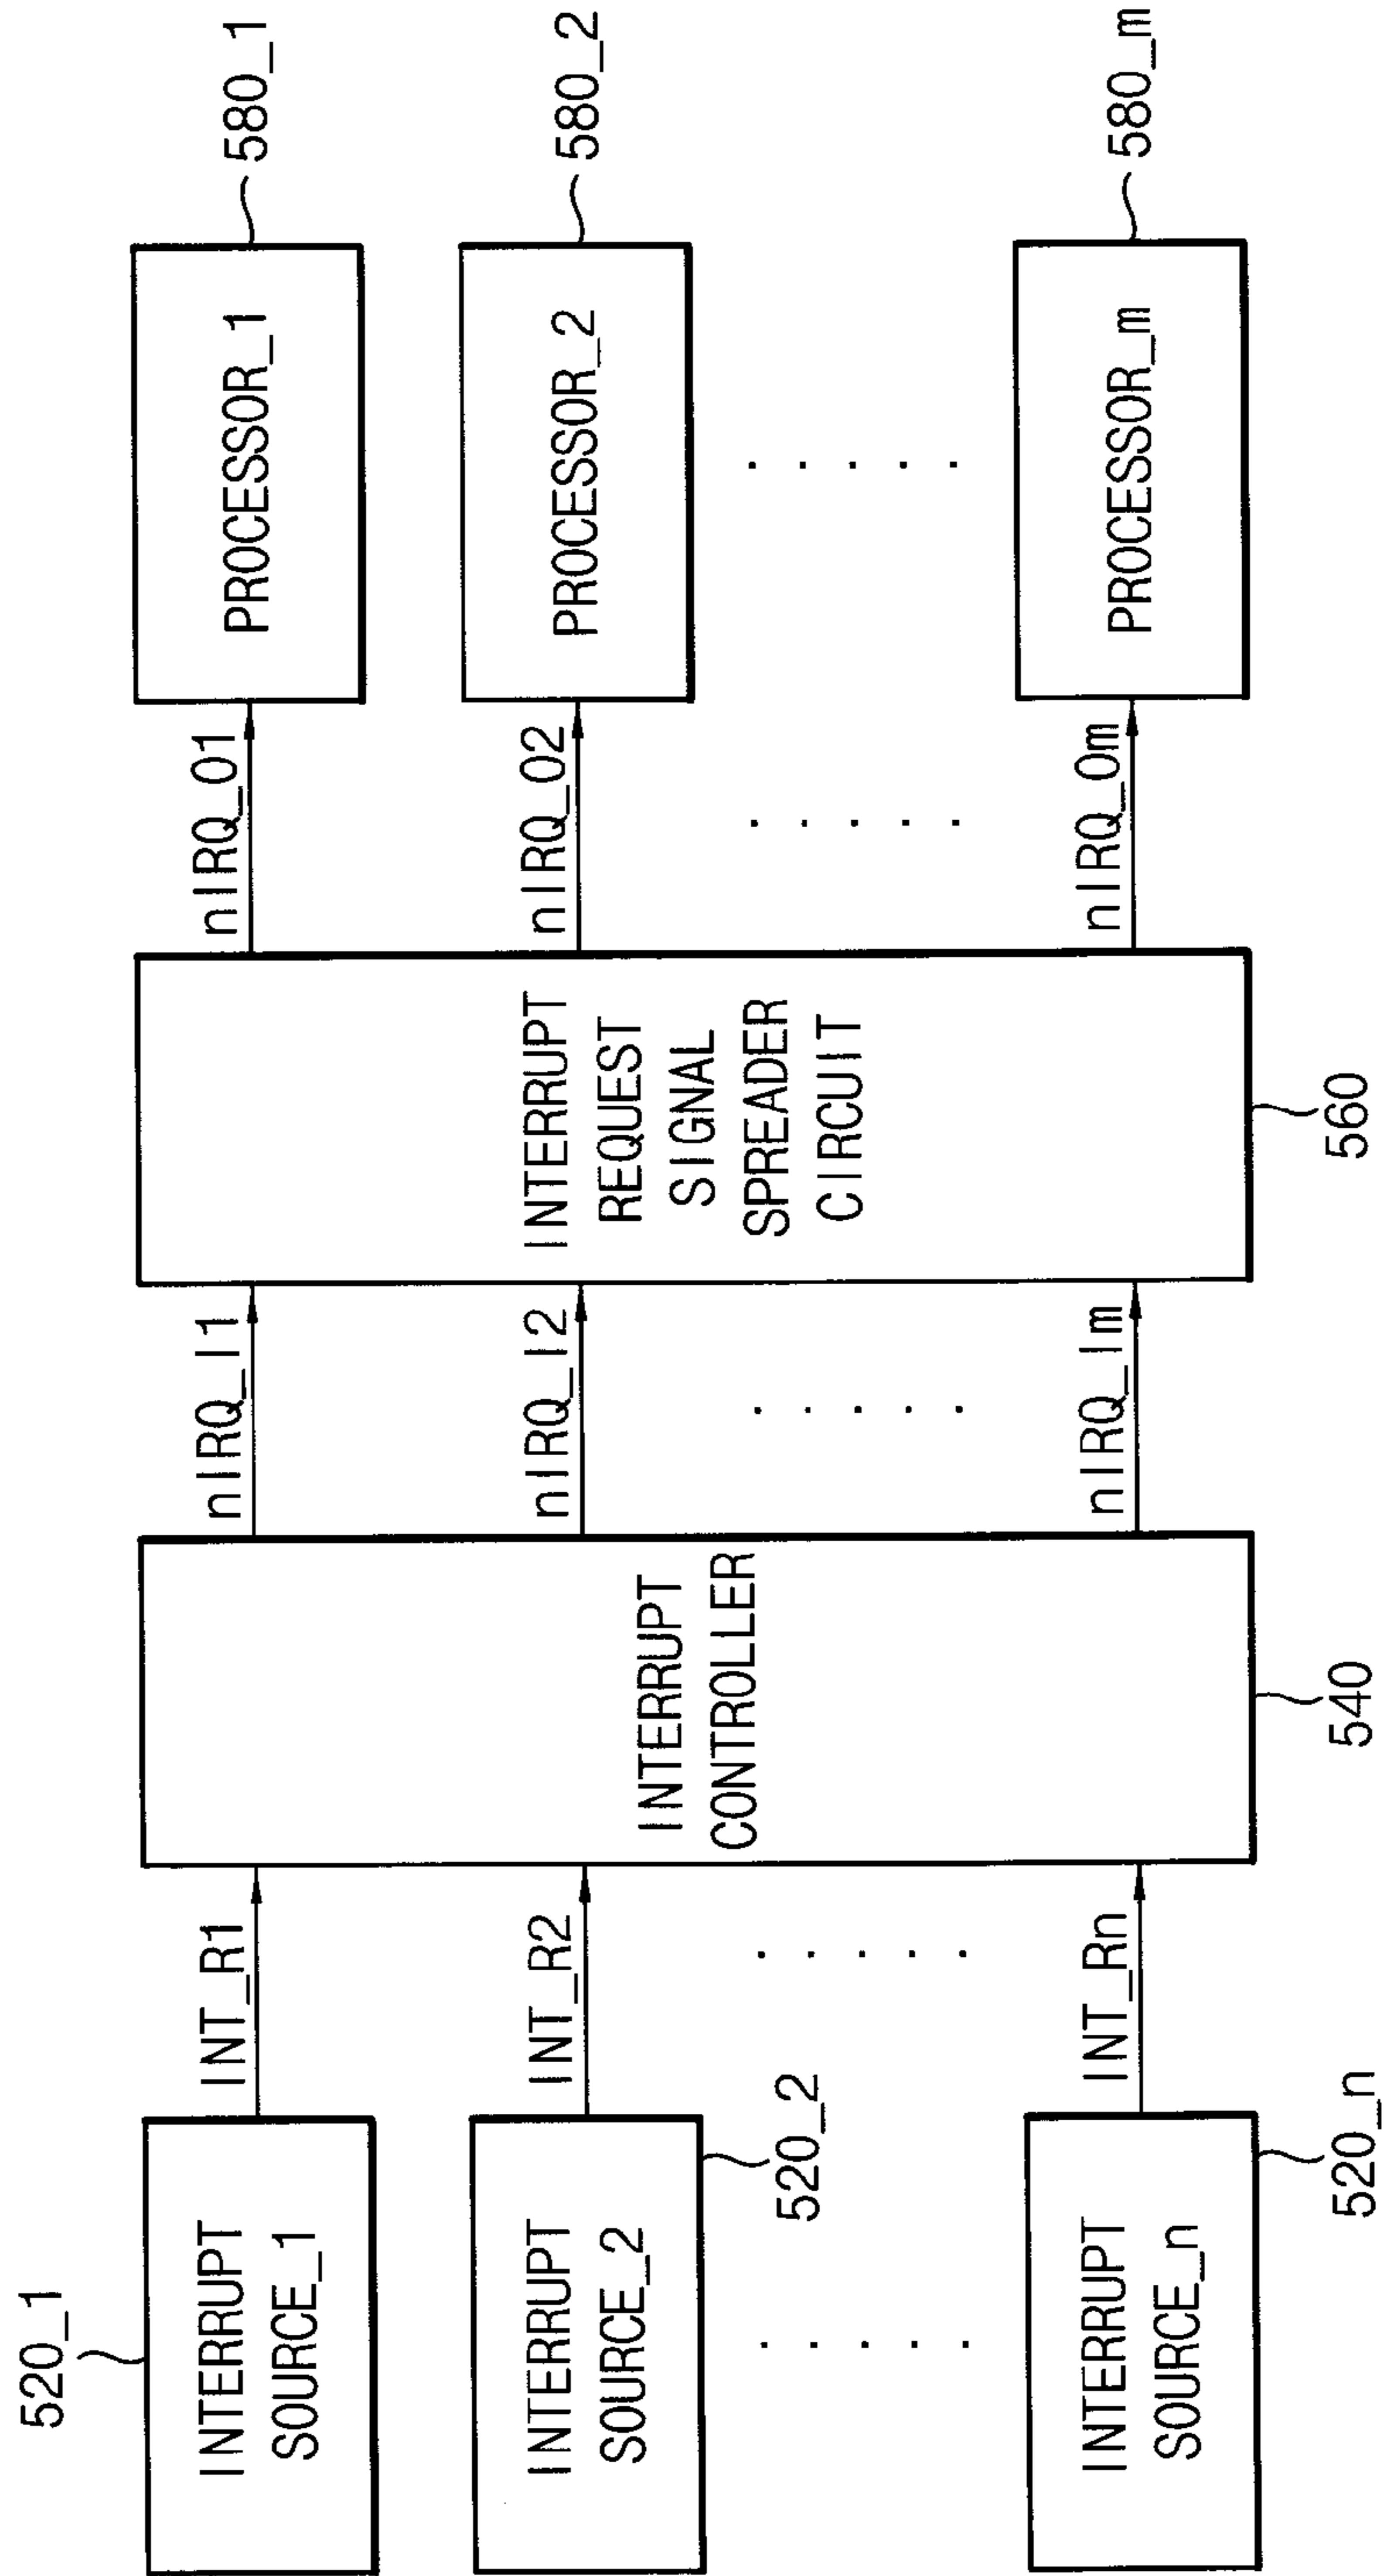 520_1
INTERRUPT
SOURCE_1
INT_R1
INTERRUPT
SOURCE_2
520_2
INT_R2
INTERRUPT
SOURCE_n
520_n
INT_Rn
INTERRUPT
CONTROLLER
540
nIRQ_I1
nIRQ_I2
nIRQ_Im
INTERRUPT
REQUEST
SIGNAL
SPREADER
CIRCUIT
560
nIRQ_O1
nIRQ_O2
nIRQ_Om
PROCESSOR_1
580_1
PROCESSOR_2
580_2
PROCESSOR_m
580_m